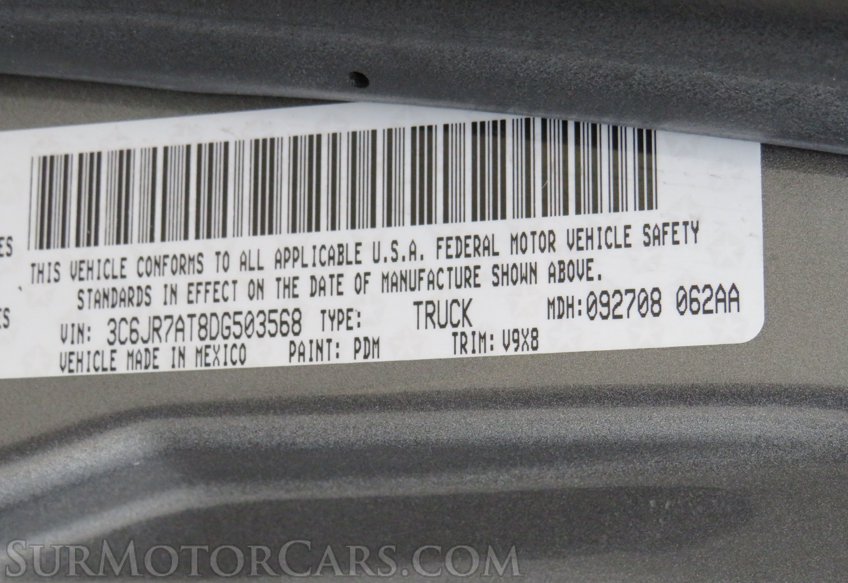 THIS VEHICLE CONFORMS TO ALL APPLICABLE U.S.A. FEDERAL MOTOR VEHICLE SAFETY
STANDARDS IN EFFECT ON THE DATE OF MANUFACTURE SHOWN ABOVE.
VIN: 3C6JR7AT8DG503568 TYPE: TRUCK MDH: 092708 062AA
VEHICLE MADE IN MEXICO PAINT: PDM TRIM: V9X8
SurMotorCars.com